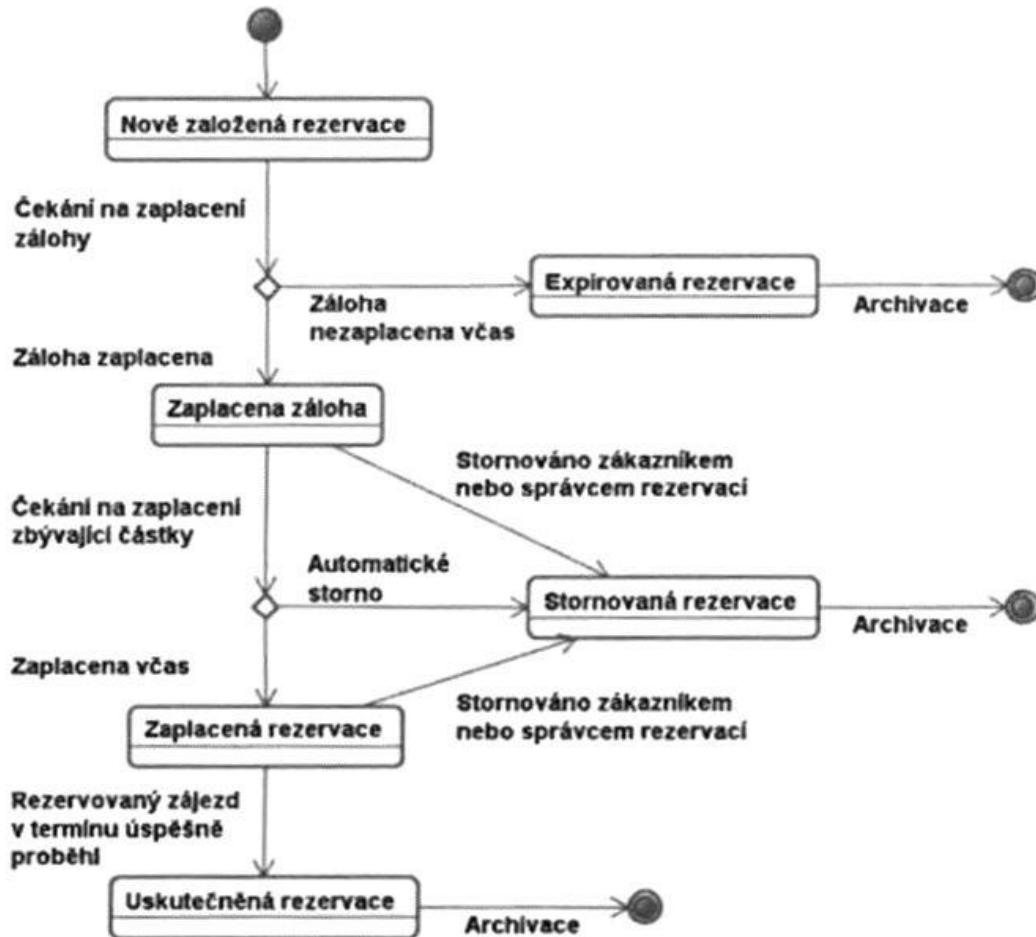 Nově založená rezervace
Čekání na zaplacení
zálohy
Expirovaná rezervace
Záloha
nezaplacena včas
Archivace
Záloha zaplacena
Zaplacena záloha
Stornováno zákazníkem
nebo správcem rezervací
Čekání na zaplacení
zbývající částky
Automatické
storno
Stornovaná rezervace
Archivace
Zaplacena včas
Stornováno zákazníkem
nebo správcem rezervací
Zaplacená rezervace
Rezervovaný zájezd
v termínu úspěšně
proběhl
Uskutečněná rezervace
Archivace